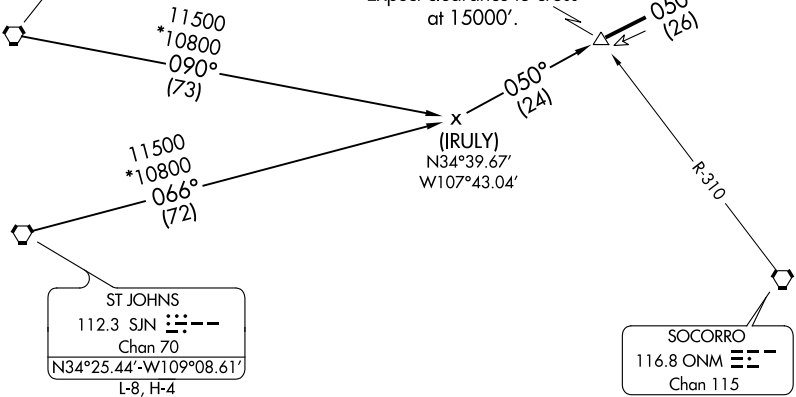 11500
*10800
090°
(73)
Expect clearance to cross
at 15000'.
050°
(26)
050°
(24)
(IRULY)
N34°39.67'
W107°43.04'
11500
*10800
066°
(72)
R-310
ST JOHNS
112.3 SJN
Chan 70
N34°25.44'-W109°08.61'
L-8, H-4
SOCORRO
116.8 ONM
Chan 115